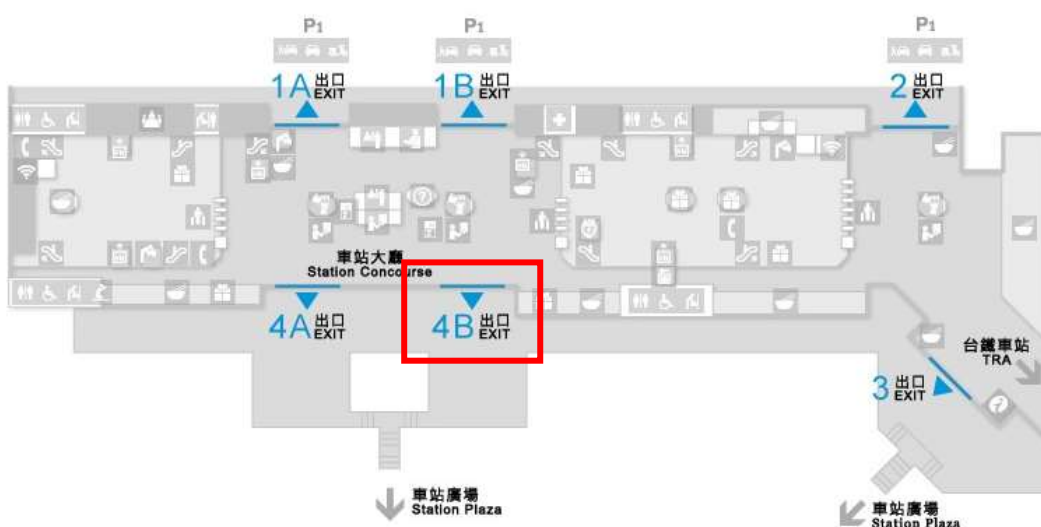 P1
P1
P1
1A 出口 EXIT
1B 出口 EXIT
2 出口 EXIT
車站大廳
Station Concourse
4A 出口 EXIT
4B 出口 EXIT
台鐵車站
TRA
3 出口 EXIT
車站廣場
Station Plaza
車站廣場
Station Plaza